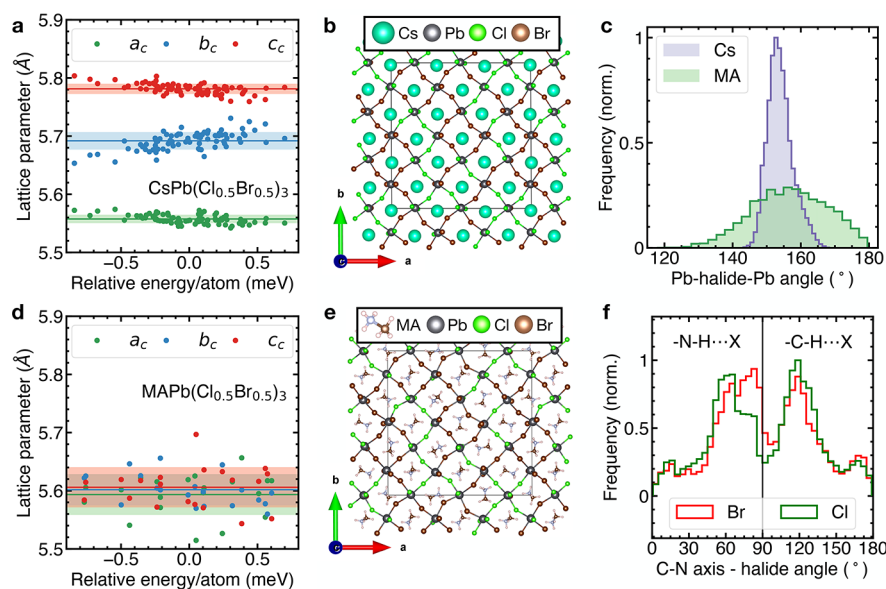 a
a_c b_c c_c
5.9
5.8
5.7
5.6
5.5
Lattice parameter (Å)
CsPb(Cl0.5Br0.5)3
−0.5 0.0 0.5
Relative energy/atom (meV)
b
Cs Pb Cl Br
b
a
c
Cs
MA
1
0.5
0
Frequency (norm.)
120 140 160 180
Pb-halide-Pb angle (°)
d
a_c b_c c_c
5.9
5.8
5.7
5.6
5.5
Lattice parameter (Å)
MAPb(Cl0.5Br0.5)3
−0.5 0.0 0.5
Relative energy/atom (meV)
e
MA Pb Cl Br
b
a
f
-N-H···X -C-H···X
1
0.5
0
Frequency (norm.)
Br Cl
0 30 60 90 120 150 180
C-N axis - halide angle (°)